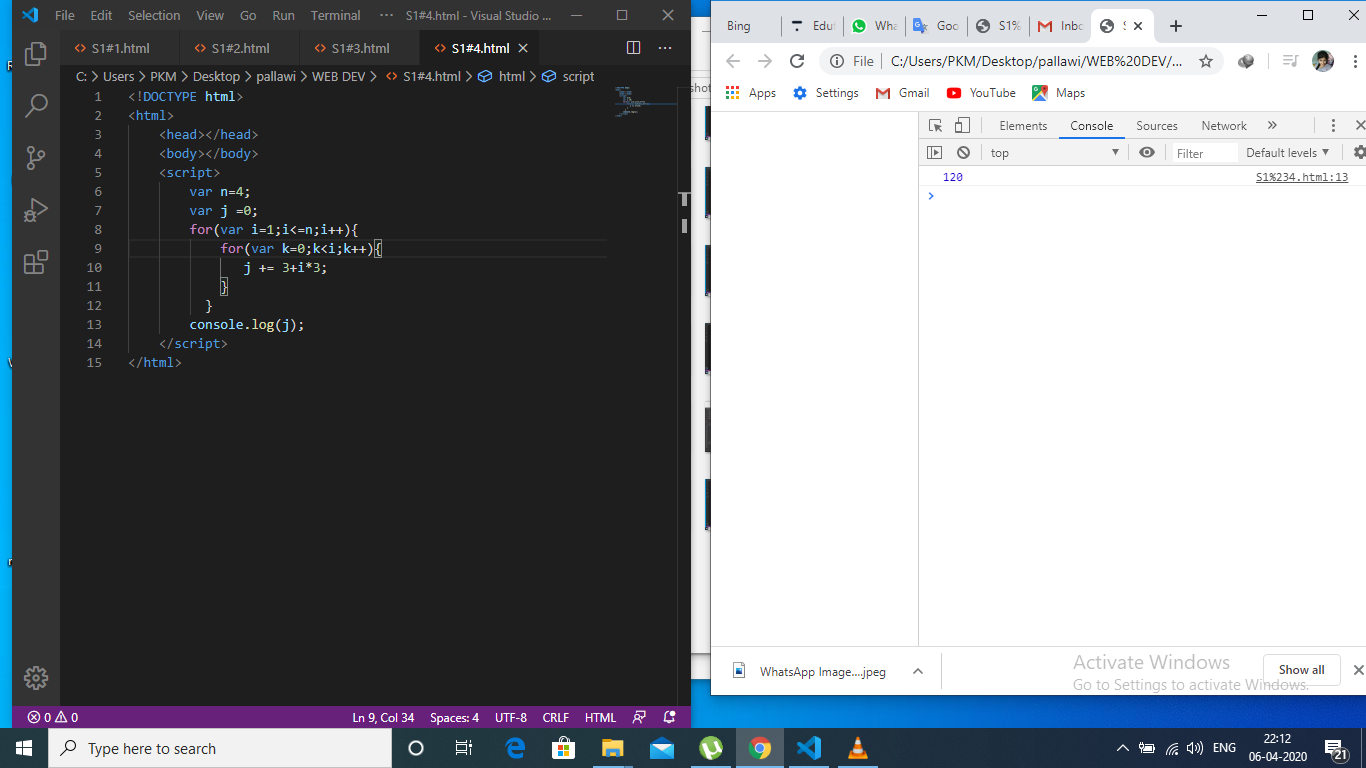 File Edit Selection View Go Run Terminal ··· S1#4.html - Visual Studio ...
S1#1.html S1#2.html S1#3.html S1#4.html
C: > Users > PKM > Desktop > pallawi > WEB DEV > S1#4.html > html > script
1 <!DOCTYPE html>
2 <html>
3 <head></head>
4 <body></body>
5 <script>
6 var n=4;
7 var j =0;
8 for(var i=1;i<=n;i++){
9 for(var k=0;k<i;k++){
10 j += 3+i*3;
11 }
12 }
13 console.log(j);
14 </script>
15 </html>
0 0 Ln 9, Col 34 Spaces: 4 UTF-8 CRLF HTML
shot
Bing Edu Wha Goo S1% Inbo S
File C:/Users/PKM/Desktop/pallawi/WEB%20DEV/...
Apps Settings Gmail YouTube Maps
Elements Console Sources Network »
top Filter Default levels
120 S1%234.html:13
WhatsApp Image....jpeg Show all
Activate Windows
Go to Settings to activate Windows.
Type here to search
ENG 22:12
06-04-2020 21